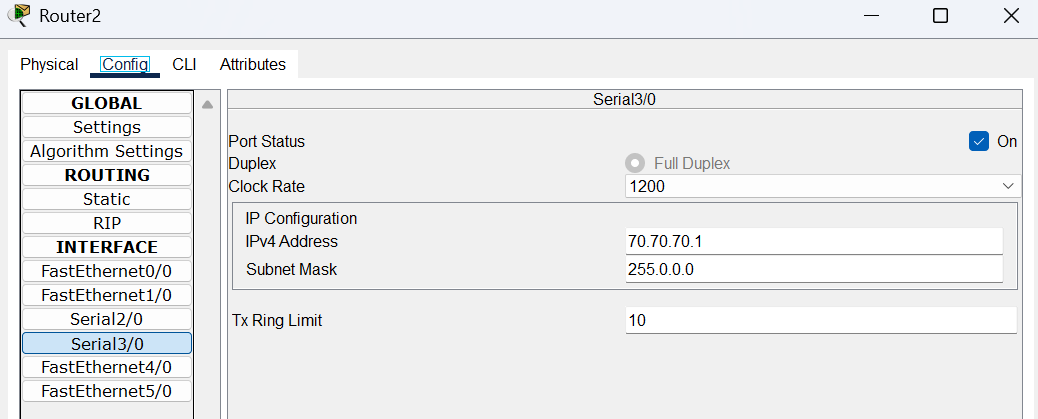 Router2
Physical Config CLI Attributes
GLOBAL
Settings
Algorithm Settings
ROUTING
Static
RIP
INTERFACE
FastEthernet0/0
FastEthernet1/0
Serial2/0
Serial3/0
FastEthernet4/0
FastEthernet5/0
Serial3/0
Port Status On
Duplex Full Duplex
Clock Rate 1200
IP Configuration
IPv4 Address 70.70.70.1
Subnet Mask 255.0.0.0
Tx Ring Limit 10